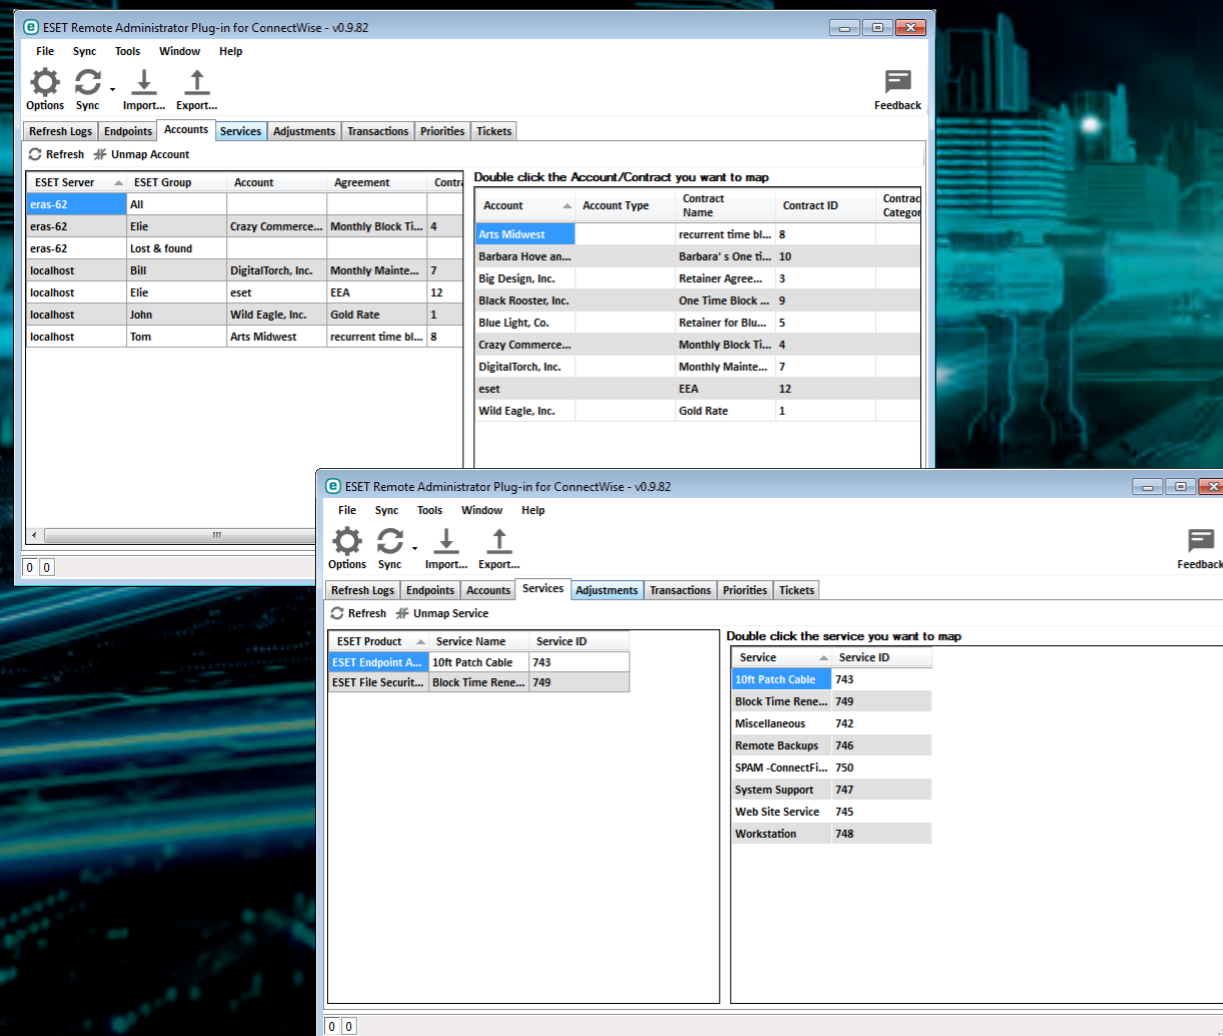 ESET Remote Administrator Plug-in for ConnectWise - v0.9.82
File Sync Tools Window Help
Options Sync Import... Export... Feedback
Refresh Logs Endpoints Accounts Services Adjustments Transactions Priorities Tickets
Refresh Unmap Account
ESET Server ESET Group Account Agreement Contra
eras-62 All
eras-62 Elie Crazy Commerce... Monthly Block Ti... 4
eras-62 Lost & found
localhost Bill DigitalTorch, Inc. Monthly Mainte... 7
localhost Elie eset EEA 12
localhost John Wild Eagle, Inc. Gold Rate 1
localhost Tom Arts Midwest recurrent time bl... 8
Double click the Account/Contract you want to map
Account Account Type Contract Name Contract ID Contrac Categor
Arts Midwest recurrent time bl... 8
Barbara Hove an... Barbara' s One ti... 10
Big Design, Inc. Retainer Agree... 3
Black Rooster, Inc. One Time Block ... 9
Blue Light, Co. Retainer for Blu... 5
Crazy Commerce... Monthly Block Ti... 4
DigitalTorch, Inc. Monthly Mainte... 7
eset EEA 12
Wild Eagle, Inc. Gold Rate 1
0 0
ESET Remote Administrator Plug-in for ConnectWise - v0.9.82
File Sync Tools Window Help
Options Sync Import... Export... Feedback
Refresh Logs Endpoints Accounts Services Adjustments Transactions Priorities Tickets
Refresh Unmap Service
ESET Product Service Name Service ID
ESET Endpoint A... 10ft Patch Cable 743
ESET File Securit... Block Time Rene... 749
Double click the service you want to map
Service Service ID
10ft Patch Cable 743
Block Time Rene... 749
Miscellaneous 742
Remote Backups 746
SPAM -ConnectFi... 750
System Support 747
Web Site Service 745
Workstation 748
0 0